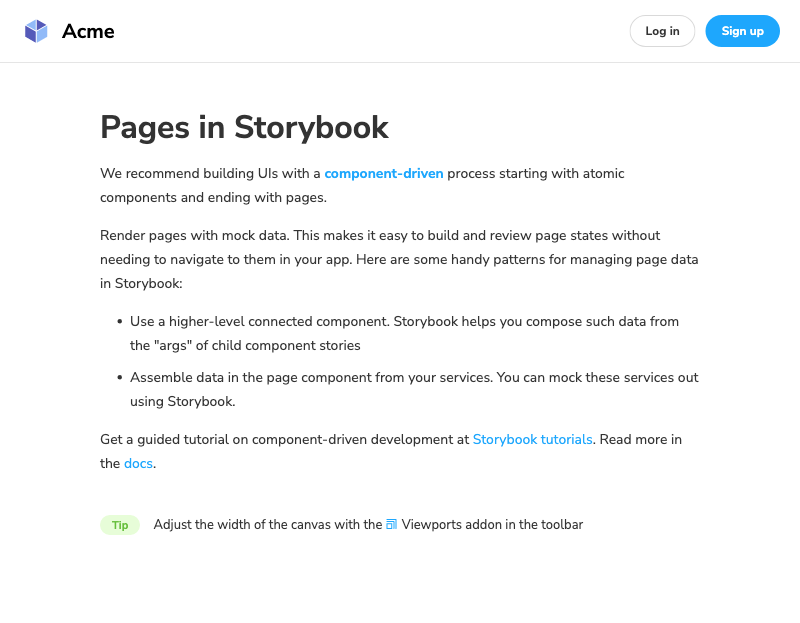 Acme
Log in
Sign up
Pages in Storybook
We recommend building UIs with a component-driven process starting with atomic
components and ending with pages.
Render pages with mock data. This makes it easy to build and review page states without
needing to navigate to them in your app. Here are some handy patterns for managing page data
in Storybook:
• Use a higher-level connected component. Storybook helps you compose such data from
the "args" of child component stories
• Assemble data in the page component from your services. You can mock these services out
using Storybook.
Get a guided tutorial on component-driven development at Storybook tutorials. Read more in
the docs.
Tip
Adjust the width of the canvas with the Viewports addon in the toolbar